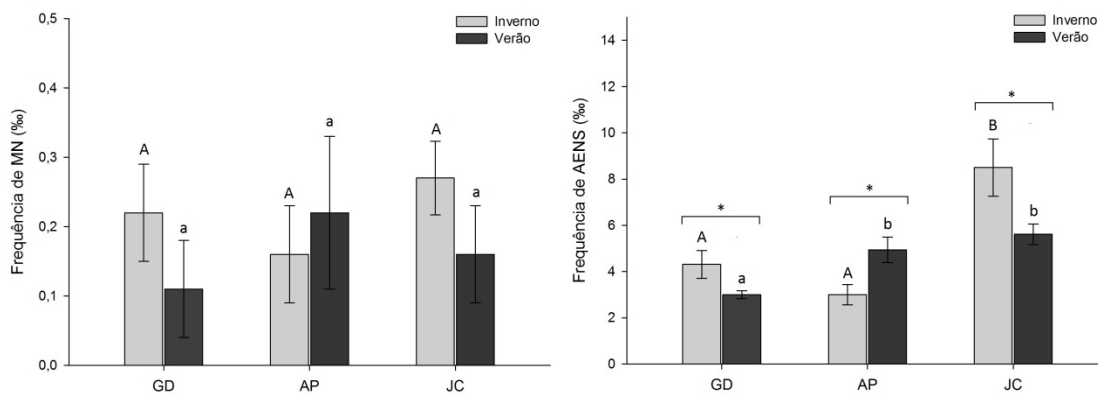 Frequência de MN (‰)
0,5
0,4
0,3
0,2
0,1
0,0
Inverno
Verão
A
a
A
a
A
a
GD
AP
JC
Frequência de AENS (‰)
14
12
10
8
6
4
2
0
Inverno
Verão
*
A
a
*
A
b
*
B
b
GD
AP
JC